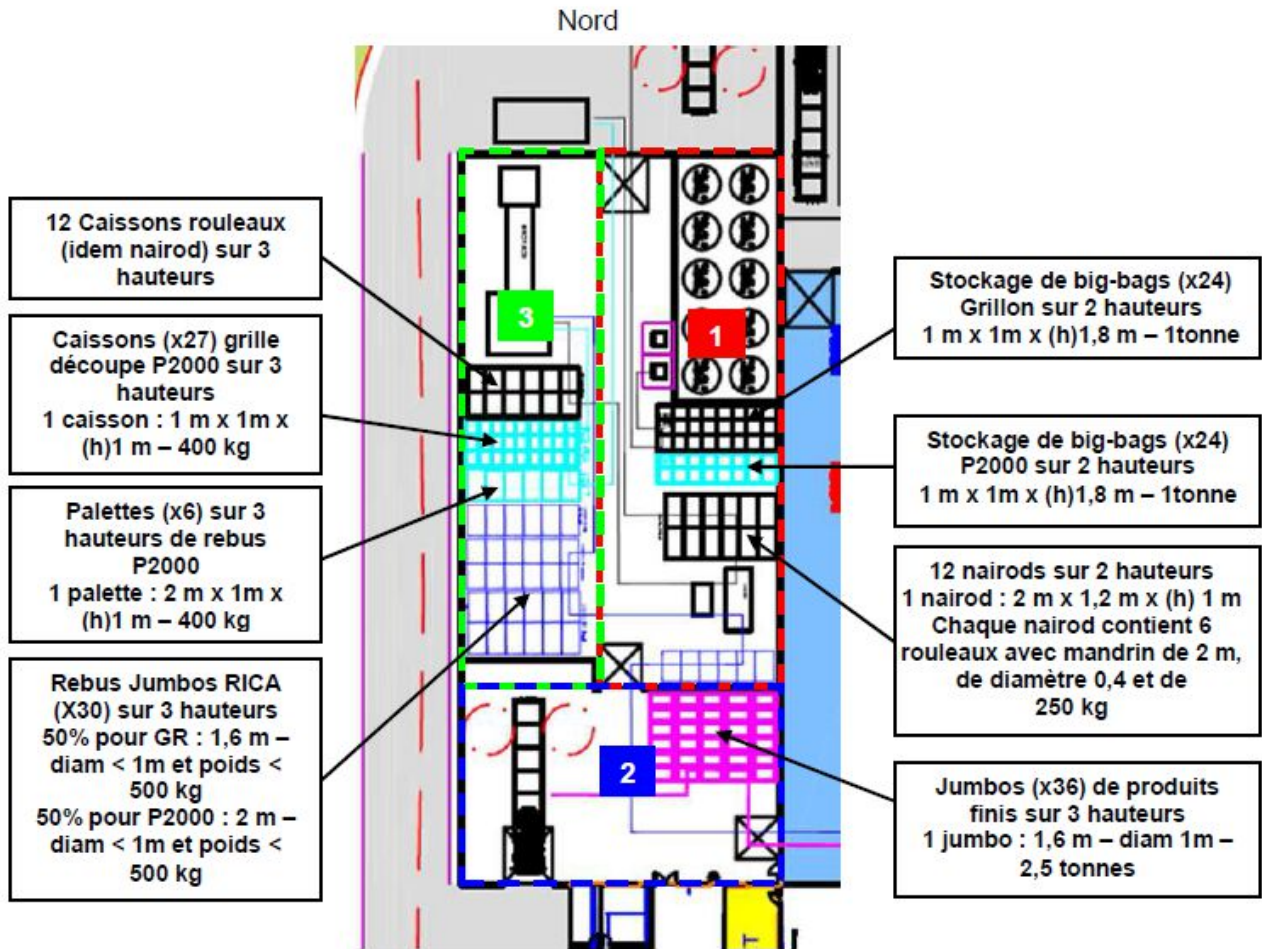 Nord
12 Caissons rouleaux
(idem nairod) sur 3
hauteurs
Caissons (x27) grille
découpe P2000 sur 3
hauteurs
1 caisson : 1 m x 1m x
(h)1 m – 400 kg
Palettes (x6) sur 3
hauteurs de rebus
P2000
1 palette : 2 m x 1m x
(h)1 m – 400 kg
Rebus Jumbos RICA
(X30) sur 3 hauteurs
50% pour GR : 1,6 m –
diam < 1m et poids <
500 kg
50% pour P2000 : 2 m –
diam < 1m et poids <
500 kg
3
1
2
Stockage de big-bags (x24)
Grillon sur 2 hauteurs
1 m x 1m x (h)1,8 m – 1tonne
Stockage de big-bags (x24)
P2000 sur 2 hauteurs
1 m x 1m x (h)1,8 m – 1tonne
12 nairods sur 2 hauteurs
1 nairod : 2 m x 1,2 m x (h) 1 m
Chaque nairod contient 6
rouleaux avec mandrin de 2 m,
de diamètre 0,4 et de
250 kg
Jumbos (x36) de produits
finis sur 3 hauteurs
1 jumbo : 1,6 m – diam 1m –
2,5 tonnes